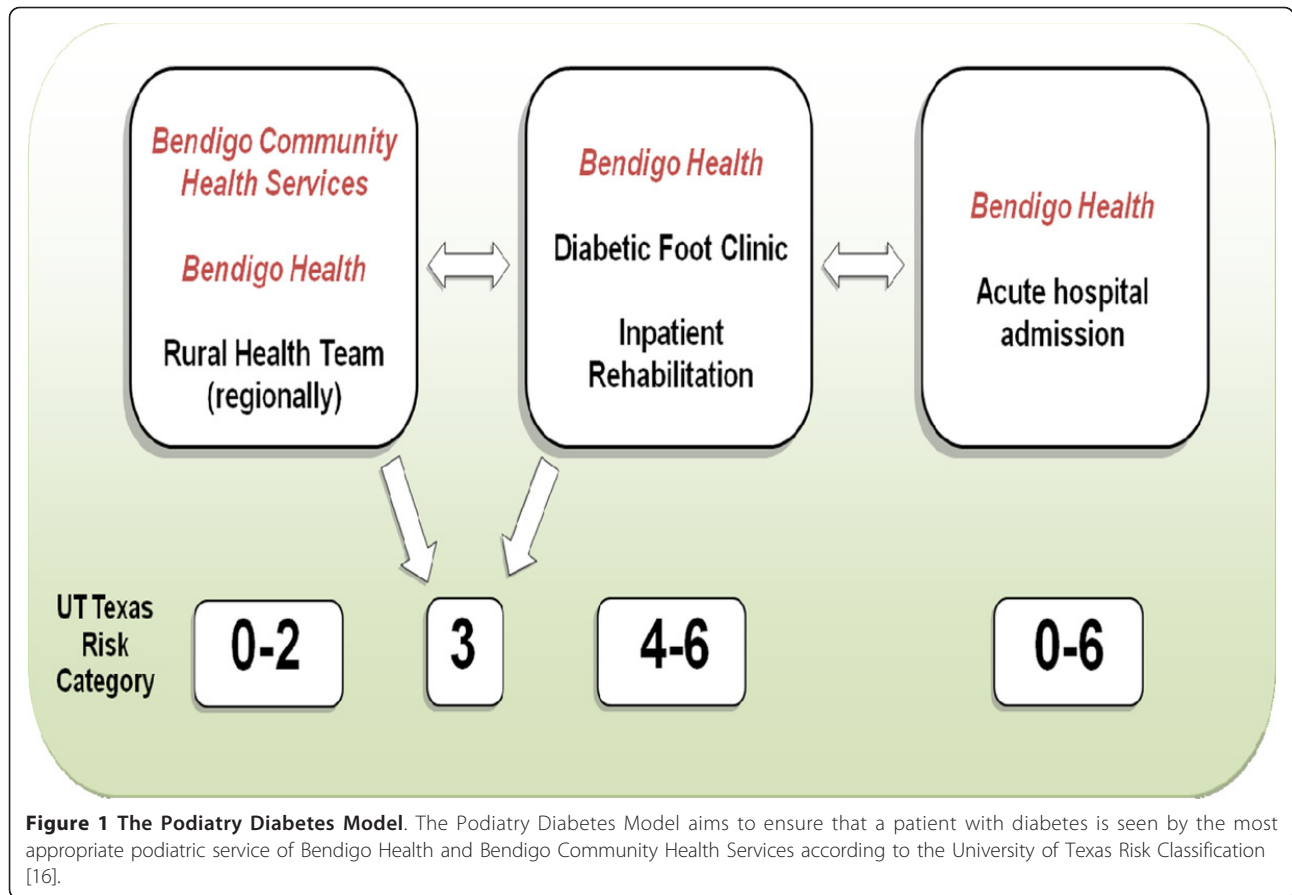 Bendigo Community
Health Services
Bendigo Health
Rural Health Team
(regionally)
Bendigo Health
Diabetic Foot Clinic
Inpatient
Rehabilitation
Bendigo Health
Acute hospital
admission
UT Texas
Risk
Category
0-2
3
4-6
0-6
Figure 1 The Podiatry Diabetes Model. The Podiatry Diabetes Model aims to ensure that a patient with diabetes is seen by the most
appropriate podiatric service of Bendigo Health and Bendigo Community Health Services according to the University of Texas Risk Classification
[16].